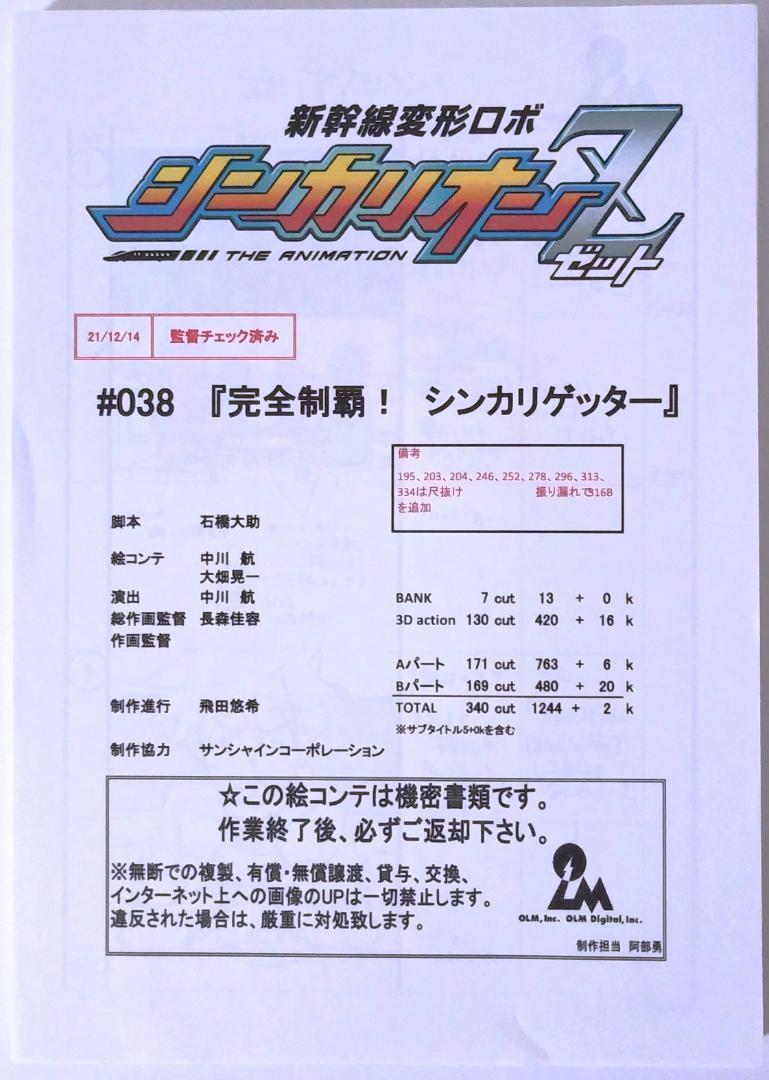 新幹線変形ロボ
シンカリオンZ
ゼット
THE ANIMATION
21/12/14 監督チェック済み
#038 『完全制覇！ シンカリゲッター』
備考
195、203、204、246、252、278、296、313、
334は尺抜け 振り漏れで316B
を追加
脚本 石橋大助
絵コンテ 中川 航
大畑晃一
演出 中川 航
総作画監督 長森佳容
作画監督
BANK 7 cut 13 + 0 k
3D action 130 cut 420 + 16 k
Aパート 171 cut 763 + 6 k
Bパート 169 cut 480 + 20 k
制作進行 飛田悠希
TOTAL 340 cut 1244 + 2 k
※サブタイトル5+0kを含む
制作協力 サンシャインコーポレーション
☆この絵コンテは機密書類です。
作業終了後、必ずご返却下さい。
※無断での複製、有償・無償譲渡、貸与、交換、
インターネット上への画像のUPは一切禁止します。
違反された場合は、厳重に対処致します。
OLM
OLM, Inc. OLM Digital, Inc.
制作担当 阿部勇